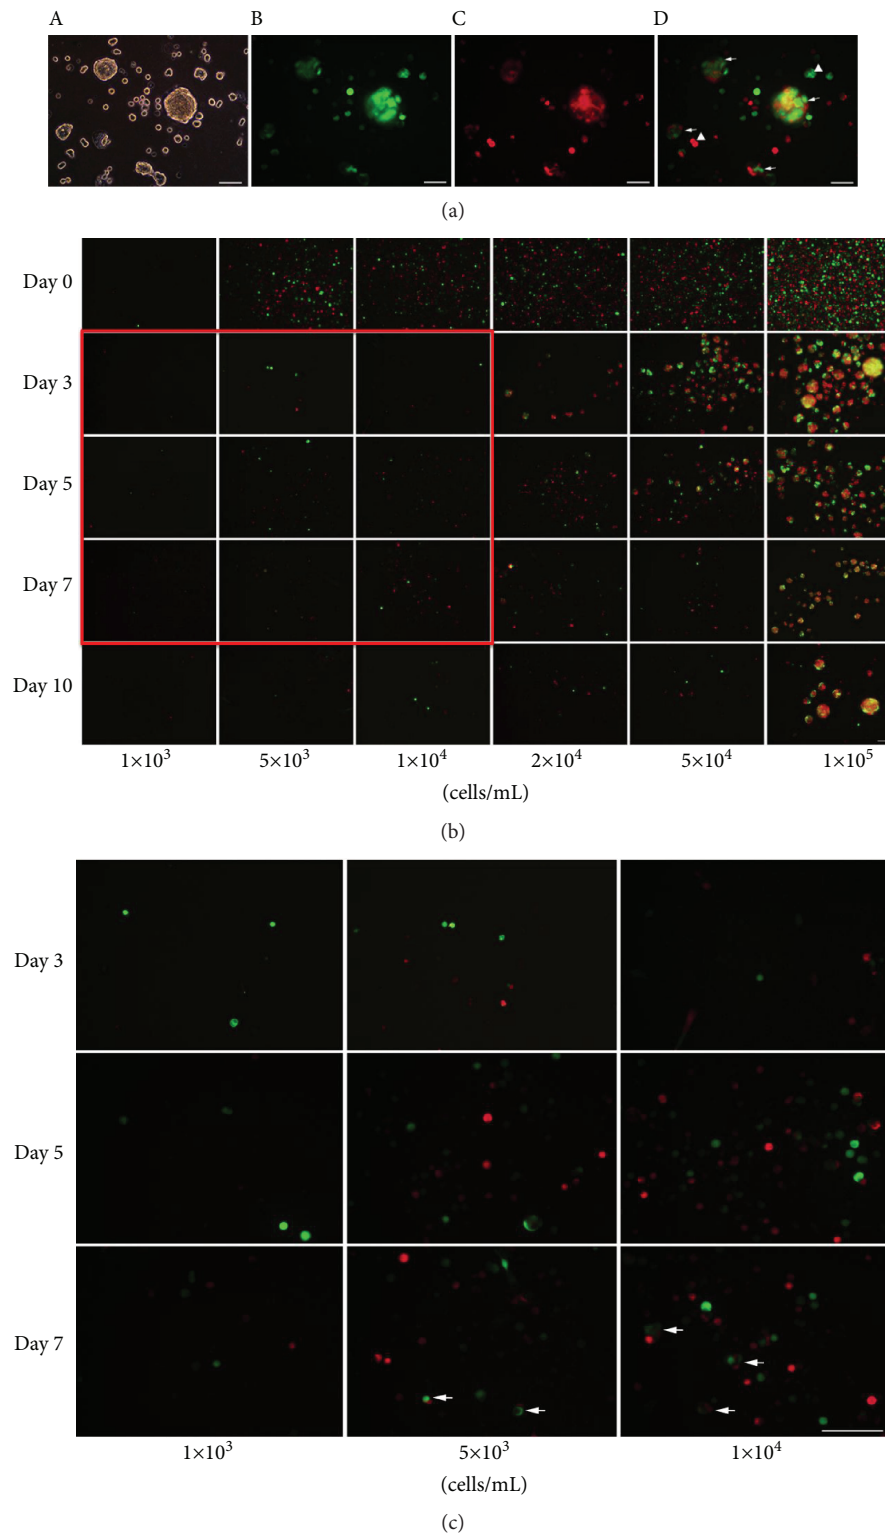 A B C D
(a)
Day 0
Day 3
Day 5
Day 7
Day 10
1×10³ 5×10³ 1×10⁴ 2×10⁴ 5×10⁴ 1×10⁵
(cells/mL)
(b)
Day 3
Day 5
Day 7
1×10³ 5×10³ 1×10⁴
(cells/mL)
(c)